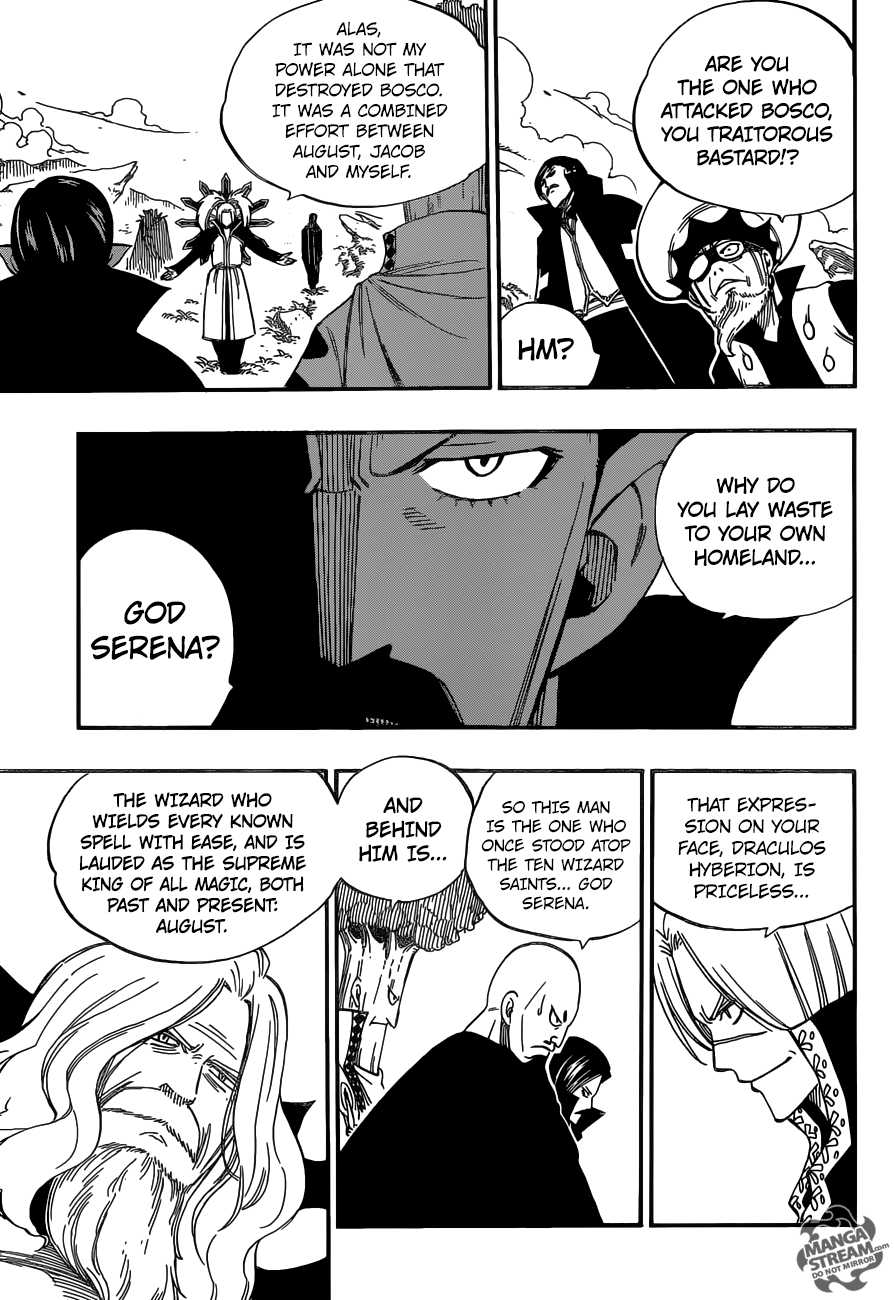 ARE YOU
THE ONE WHO
ATTACKED BOSCO,
YOU TRAITOROUS
BASTARD!?
HM?
ALAS,
IT WAS NOT MY
POWER ALONE THAT
DESTROYED BOSCO.
IT WAS A COMBINED
EFFORT BETWEEN
AUGUST, JACOB
AND MYSELF.
WHY DO
YOU LAY WASTE
TO YOUR OWN
HOMELAND...
GOD
SERENA?
THAT EXPRES-
SION ON YOUR
FACE, DRACULOS
HYBERION, IS
PRICELESS...
SO THIS MAN
IS THE ONE WHO
ONCE STOOD ATOP
THE TEN WIZARD
SAINTS... GOD
SERENA.
AND
BEHIND
HIM IS...
THE WIZARD WHO
WIELDS EVERY KNOWN
SPELL WITH EASE, AND IS
LAUDED AS THE SUPREME
KING OF ALL MAGIC, BOTH
PAST AND PRESENT:
AUGUST.
MANGA
STREAM.com
DO NOT MIRROR